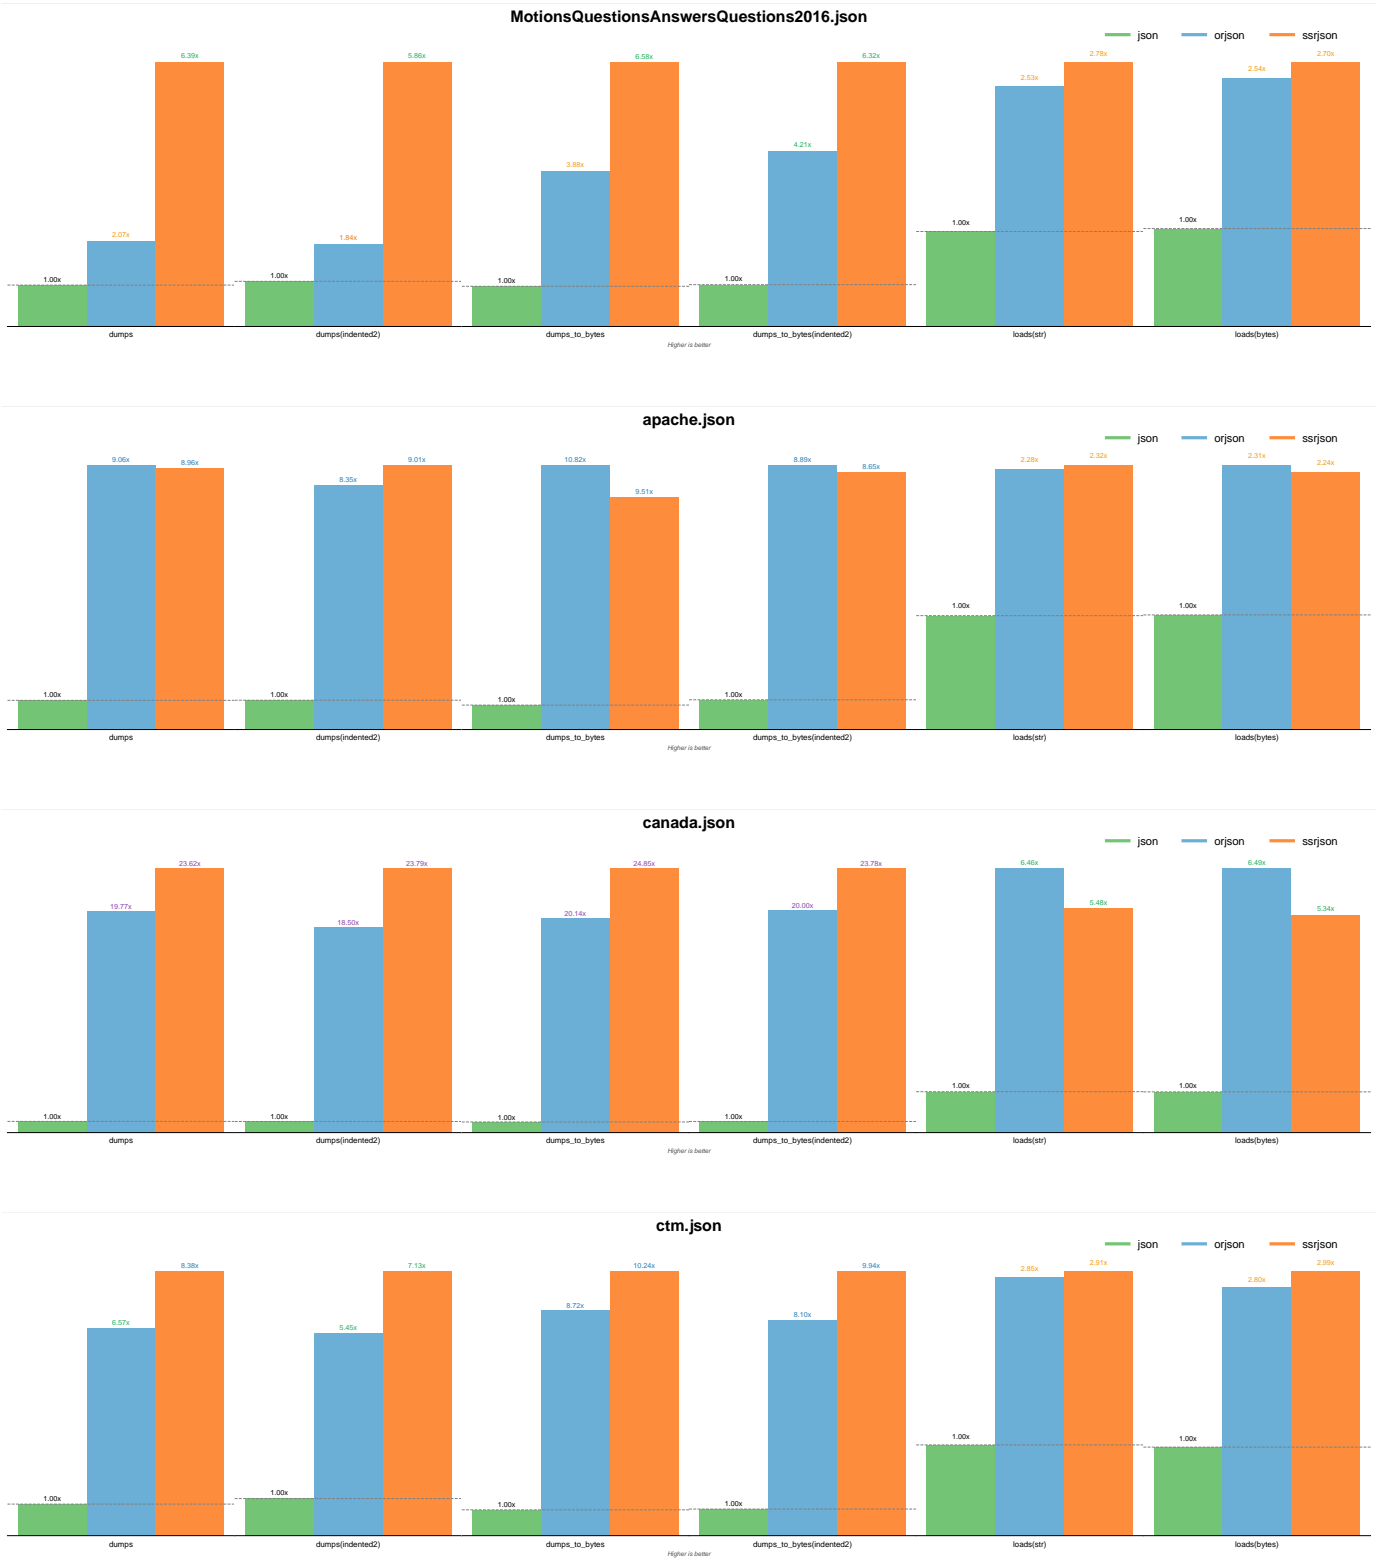 MotionsQuestionsAnswersQuestions2016.json
json orjson ssrjson
6.39x 5.86x 6.58x 6.32x 2.78x 2.70x
2.53x 2.54x
4.21x
3.88x
2.07x 1.84x
1.00x 1.00x 1.00x 1.00x 1.00x 1.00x
dumps dumps(indented2) dumps_to_bytes dumps_to_bytes(indented2) loads(str) loads(bytes)
Higher is better
apache.json
json orjson ssrjson
9.06x 8.96x 8.35x 9.01x 10.82x 9.51x 8.89x 8.65x 2.28x 2.32x 2.31x 2.24x
1.00x 1.00x 1.00x 1.00x 1.00x 1.00x
dumps dumps(indented2) dumps_to_bytes dumps_to_bytes(indented2) loads(str) loads(bytes)
Higher is better
canada.json
json orjson ssrjson
19.77x 23.62x 18.50x 23.79x 20.14x 24.85x 20.00x 23.78x 6.46x 5.48x 6.49x 5.34x
1.00x 1.00x 1.00x 1.00x 1.00x 1.00x
dumps dumps(indented2) dumps_to_bytes dumps_to_bytes(indented2) loads(str) loads(bytes)
Higher is better
ctm.json
json orjson ssrjson
6.57x 8.38x 5.45x 7.13x 8.72x 10.24x 8.10x 9.94x 2.85x 2.91x 2.80x 2.99x
1.00x 1.00x 1.00x 1.00x 1.00x 1.00x
dumps dumps(indented2) dumps_to_bytes dumps_to_bytes(indented2) loads(str) loads(bytes)
Higher is better